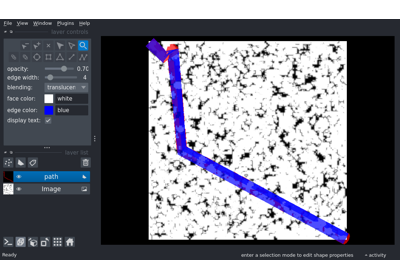 File View Window Plugins Help
layer controls
opacity: 0.70
edge width: 4
blending: translucen
face color: white
edge color: blue
display text:
layer list
path
Image
Ready
enter a selection mode to edit shape properties
activity